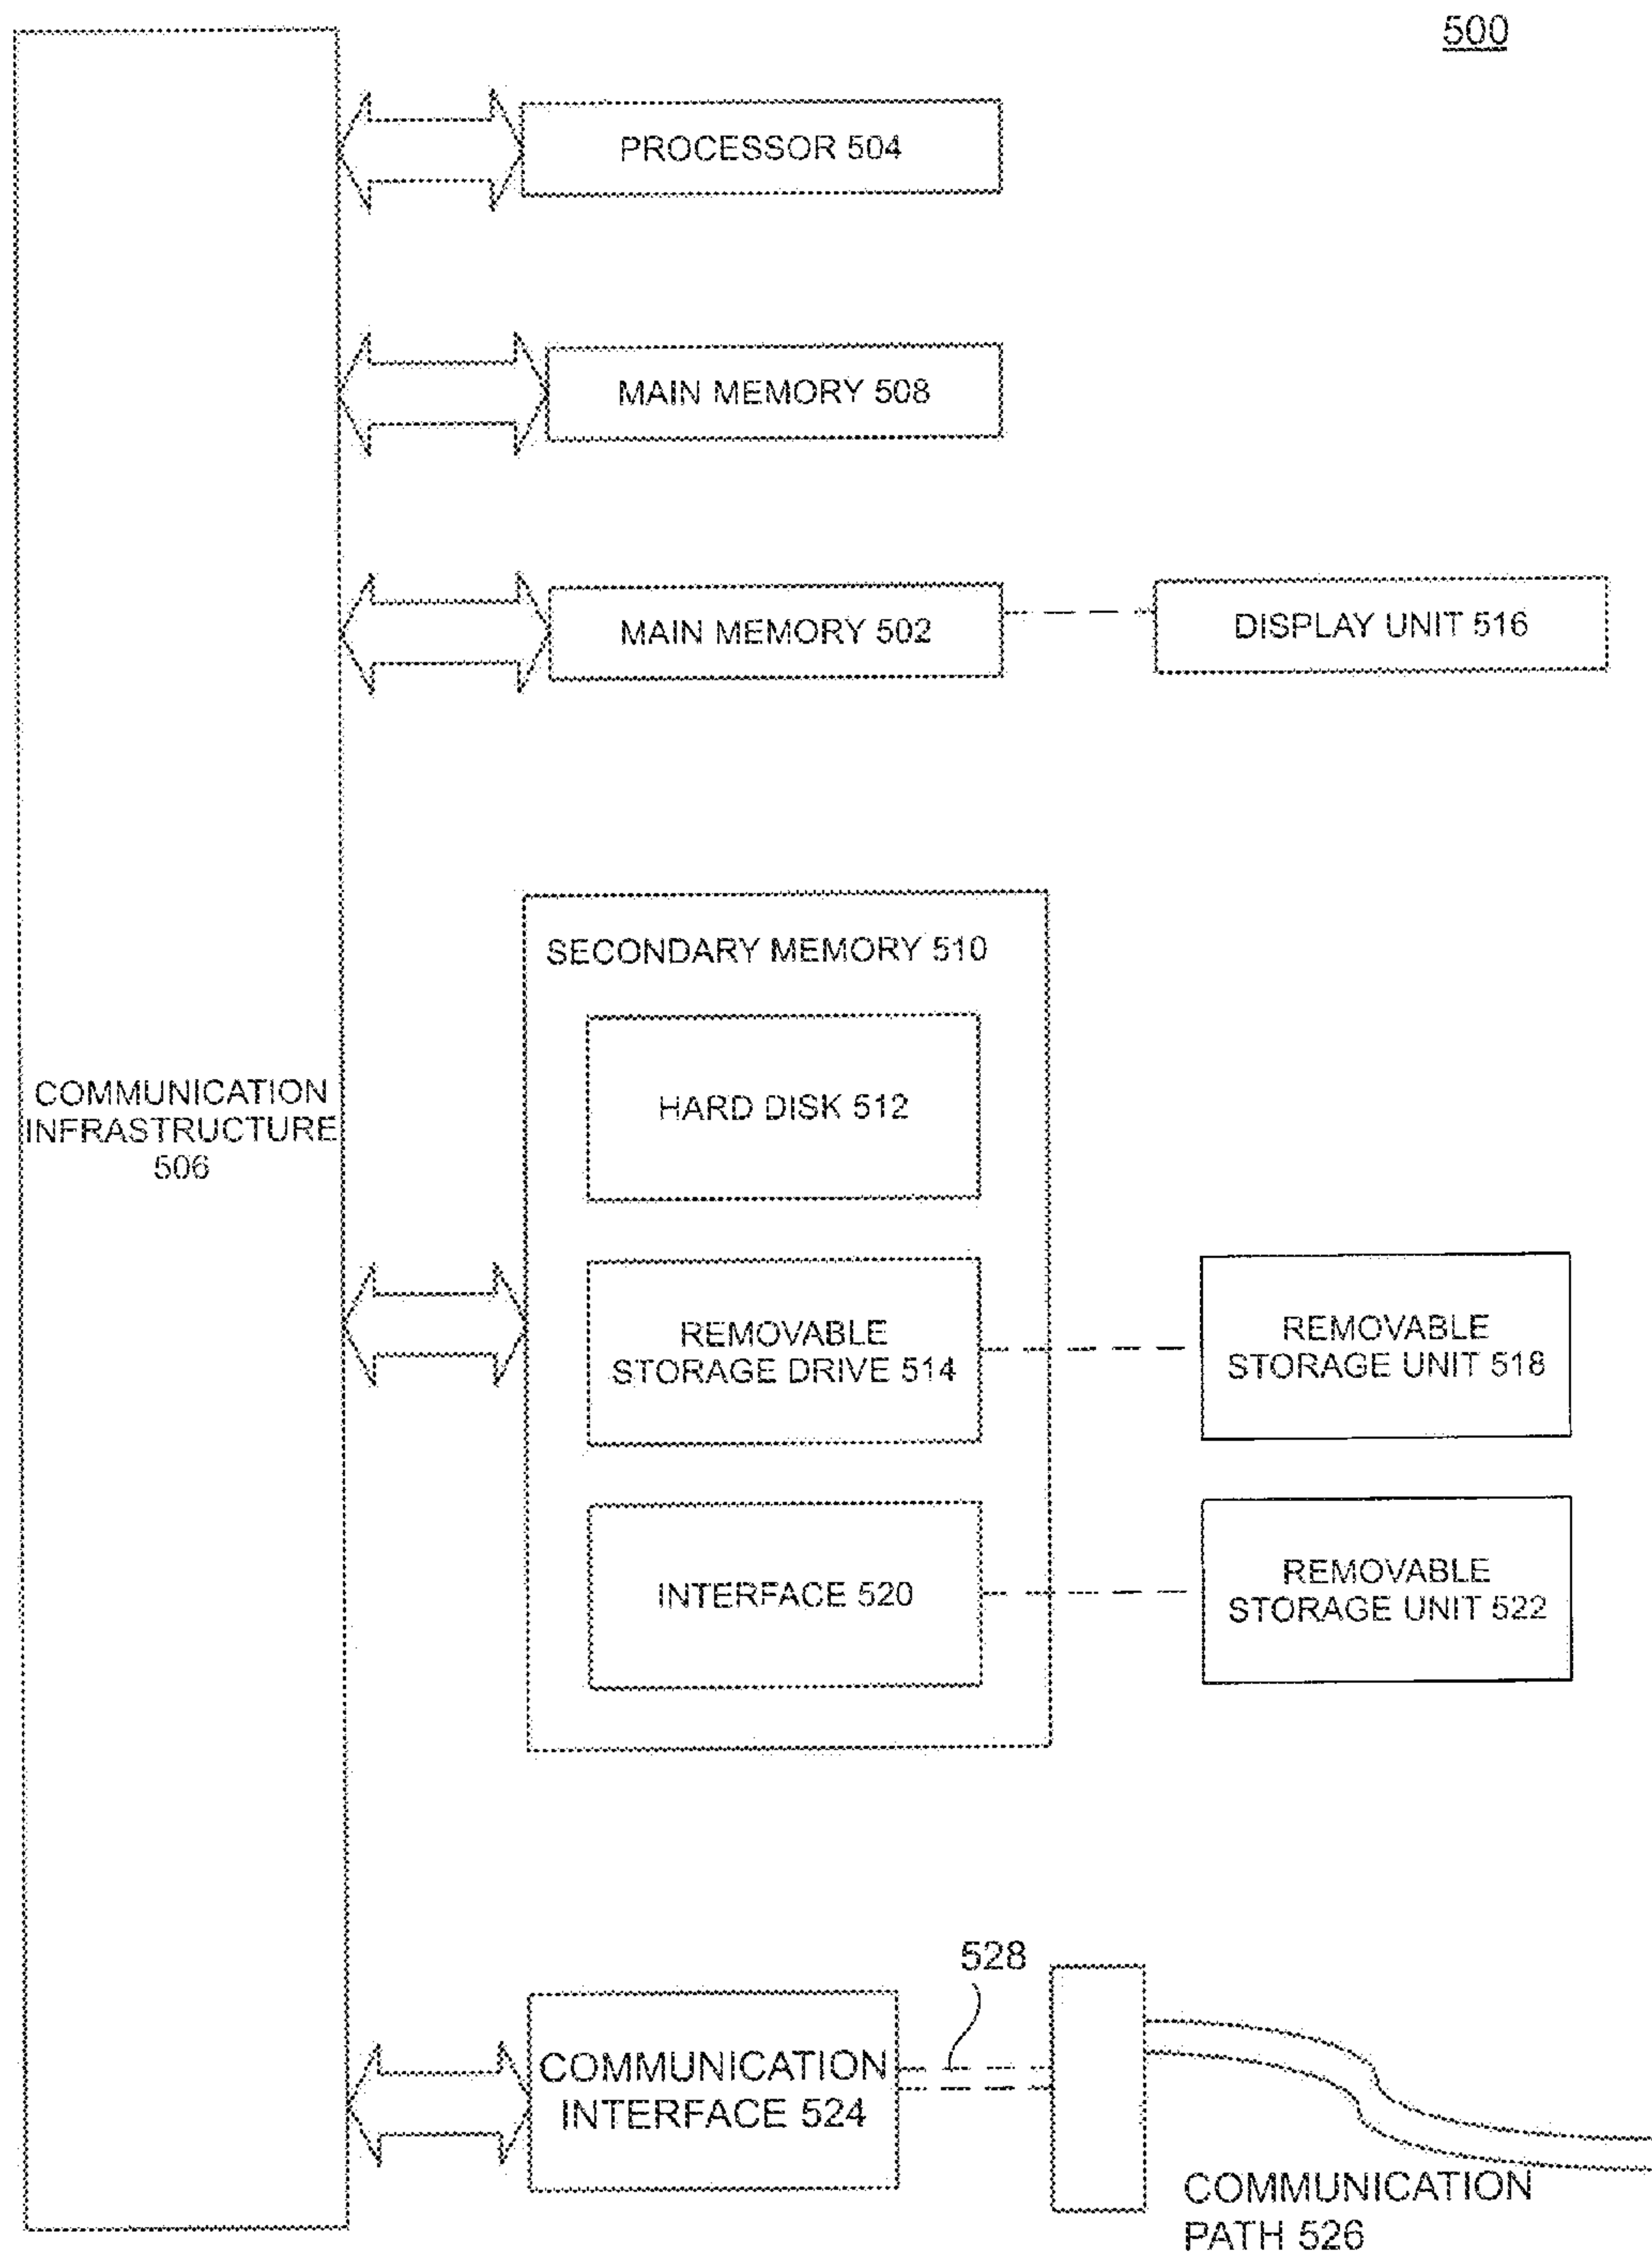 500
PROCESSOR 504
MAIN MEMORY 508
MAIN MEMORY 502
DISPLAY UNIT 516
SECONDARY MEMORY 510
HARD DISK 512
COMMUNICATION
INFRASTRUCTURE
506
REMOVABLE
STORAGE DRIVE 514
REMOVABLE
STORAGE UNIT 518
INTERFACE 520
REMOVABLE
STORAGE UNIT 522
528
COMMUNICATION
INTERFACE 524
COMMUNICATION
PATH 526